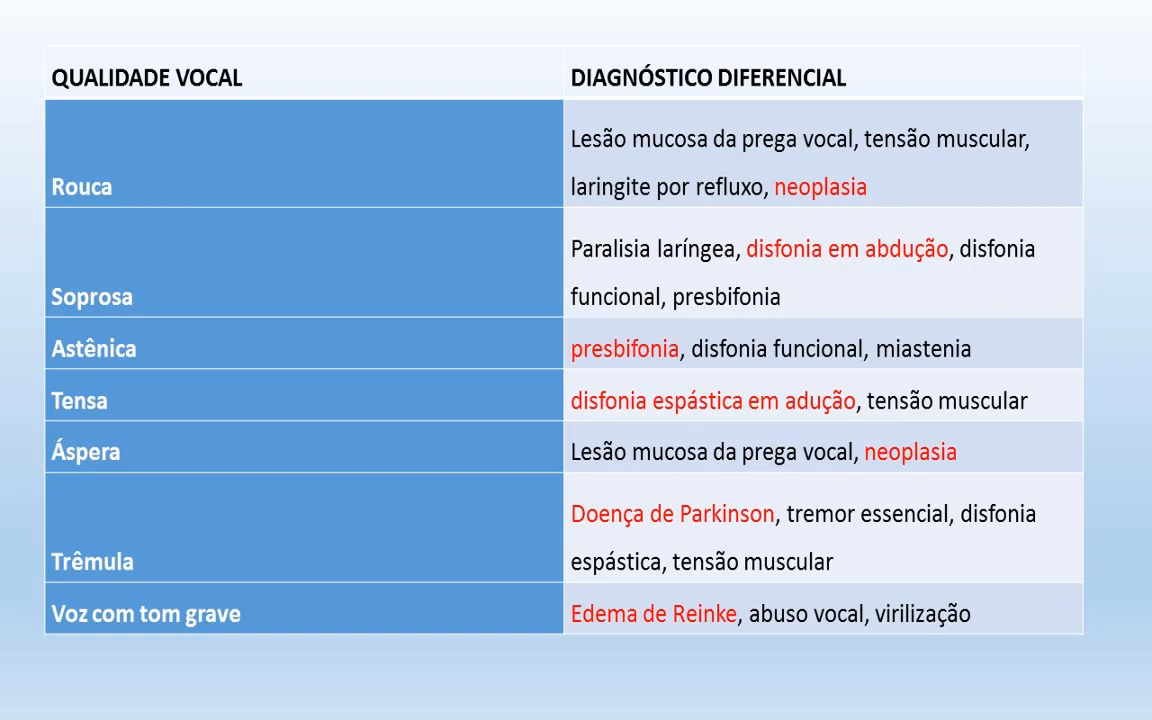 QUALIDADE VOCAL
DIAGNÓSTICO DIFERENCIAL
Rouca
Lesão mucosa da prega vocal, tensão muscular,
laringite por refluxo, neoplasia
Soprosa
Paralisia laríngea, disfonia em abdução, disfonia
funcional, presbifonia
Astênica
presbifonia, disfonia funcional, miastenia
Tensa
disfonia espástica em adução, tensão muscular
Áspera
Lesão mucosa da prega vocal, neoplasia
Trêmula
Doença de Parkinson, tremor essencial, disfonia
espástica, tensão muscular
Voz com tom grave
Edema de Reinke, abuso vocal, virilização